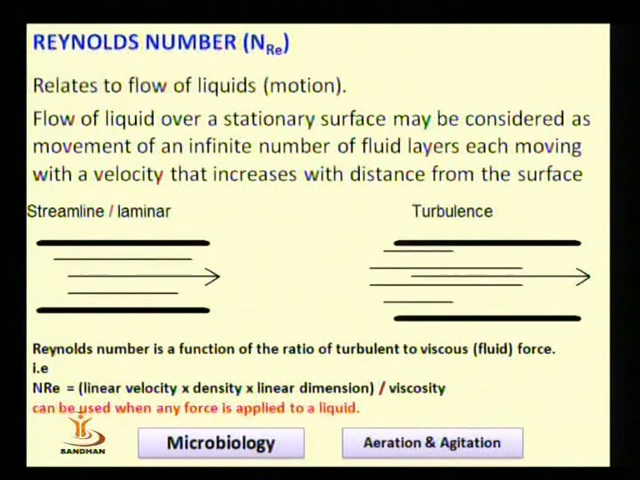 REYNOLDS NUMBER (NRe)
Relates to flow of liquids (motion).
Flow of liquid over a stationary surface may be considered as
movement of an infinite number of fluid layers each moving
with a velocity that increases with distance from the surface
Streamline / laminar
Turbulence
Reynolds number is a function of the ratio of turbulent to viscous (fluid) force.
i.e
NRe = (linear velocity x density x linear dimension) / viscosity
can be used when any force is applied to a liquid.
SANDHAN
Microbiology
Aeration & Agitation